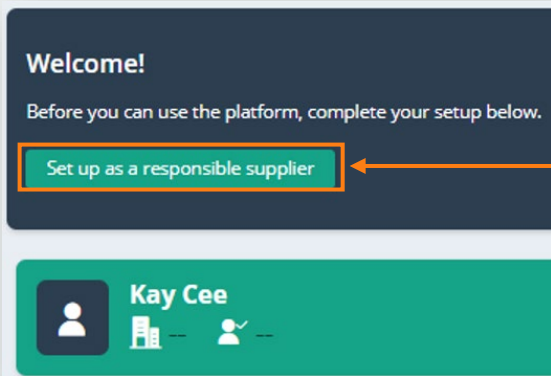 Welcome!
Before you can use the platform, complete your setup below.
Set up as a responsible supplier
Kay Cee
-- --